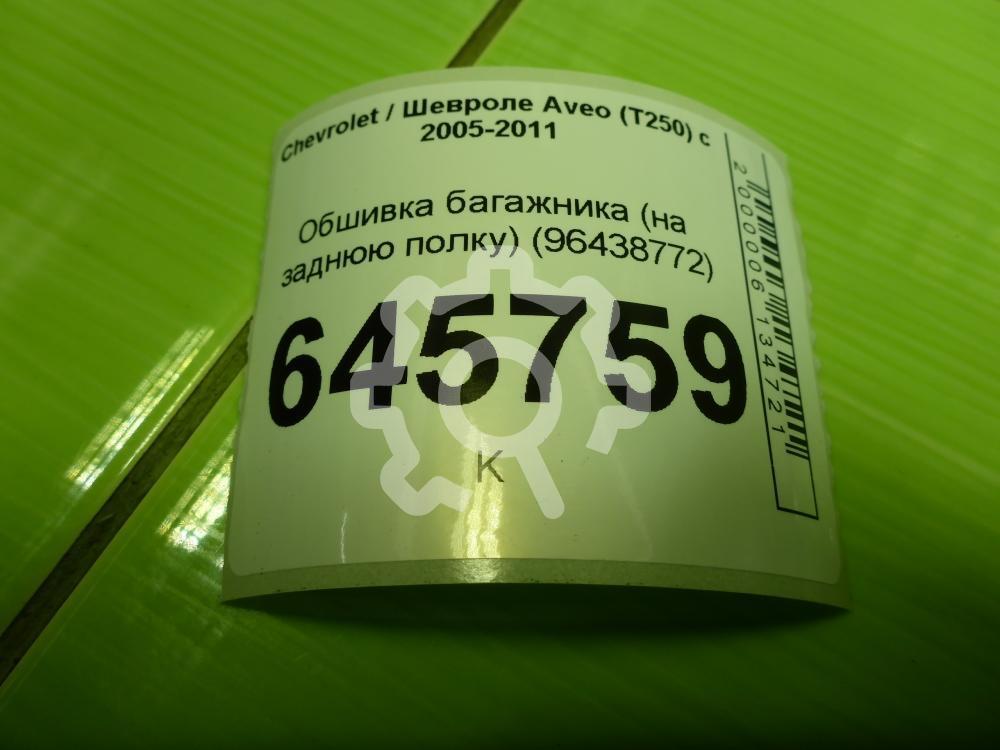 Chevrolet / Шевроле Aveo (T250) с
2005-2011
Обшивка багажника (на
заднюю полку) (96438772)
645759
К
2000006134721